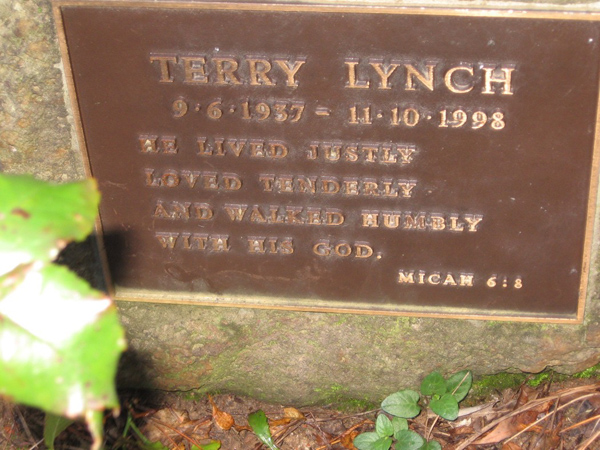 TERRY LYNCH
9·6·1937 - 11·10·1998
HE LIVED JUSTLY
LOVED TENDERLY
AND WALKED HUMBLY
WITH HIS GOD.
MICAH 6:8